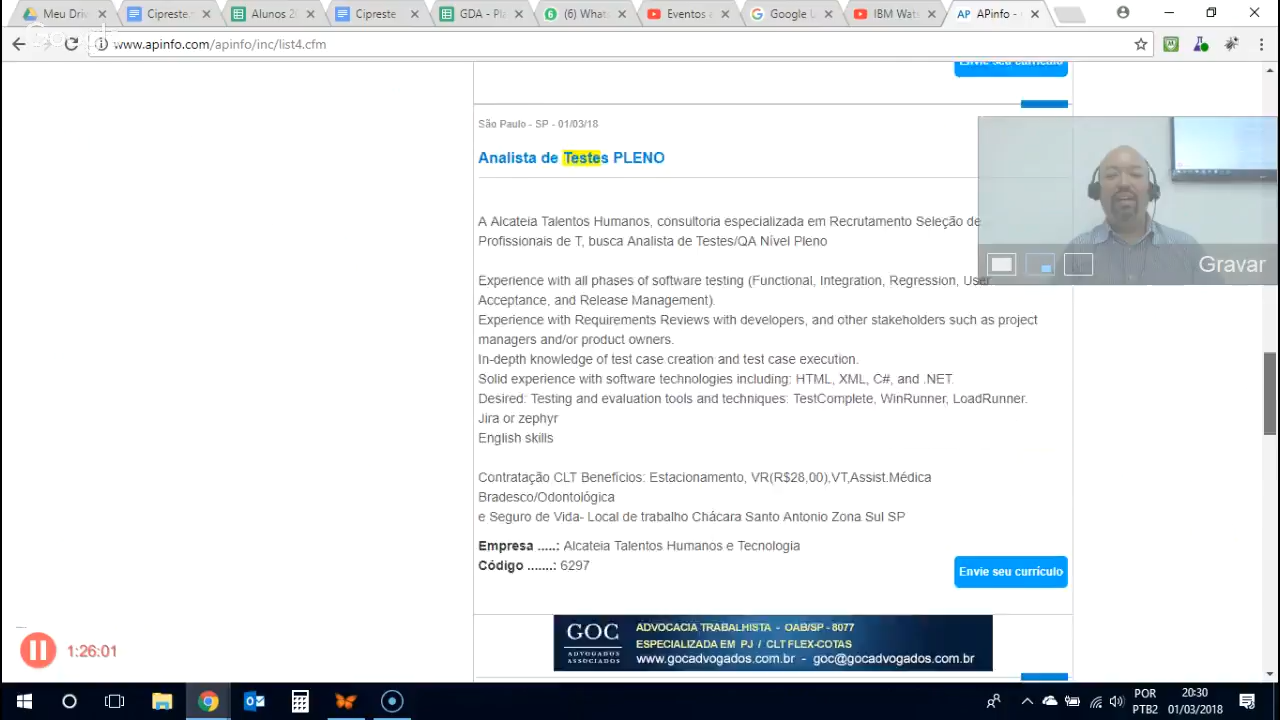 Meu Driv
Cipreste
Alunos 2
Cipreste
GDA - Pla
(6) Whats
Eventos
Google I
IBM Wats
AP APinfo -
www.apinfo.com/apinfo/inc/list4.cfm
Envie seu currículo
São Paulo - SP - 01/03/18
Analista de Testes PLENO
A Alcateia Talentos Humanos, consultoria especializada em Recrutamento Seleção de
Profissionais de T, busca Analista de Testes/QA Nível Pleno
Experience with all phases of software testing (Functional, Integration, Regression, User
Acceptance, and Release Management).
Experience with Requirements Reviews with developers, and other stakeholders such as project
managers and/or product owners.
In-depth knowledge of test case creation and test case execution.
Solid experience with software technologies including: HTML, XML, C#, and .NET.
Desired: Testing and evaluation tools and techniques: TestComplete, WinRunner, LoadRunner.
Jira or zephyr
English skills
Contratação CLT Benefícios: Estacionamento, VR(R$28,00),VT,Assist.Médica
Bradesco/Odontológica
e Seguro de Vida- Local de trabalho Chácara Santo Antonio Zona Sul SP
Empresa .....: Alcateia Talentos Humanos e Tecnologia
Código .......: 6297
Envie seu currículo
Gravar
GOC
ADVOGADOS
ASSOCIADOS
ADVOCACIA TRABALHISTA - OAB/SP - 8077
ESPECIALIZADA EM PJ / CLT FLEX-COTAS
www.gocadvogados.com.br - goc@gocadvogados.com.br
1:26:01
POR
PTB2
20:30
01/03/2018